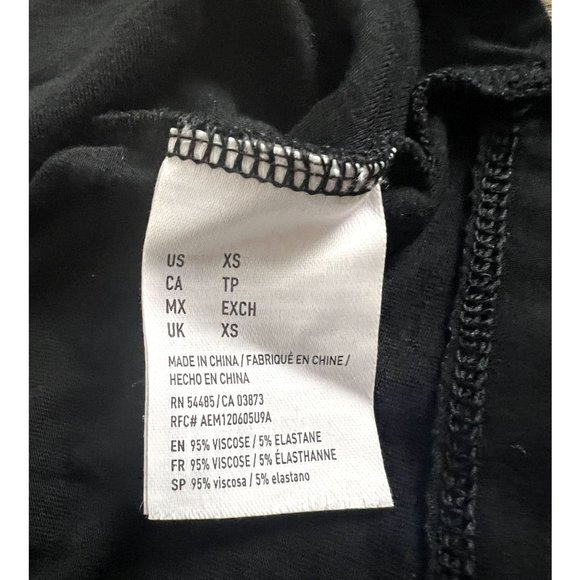 US XS
CA TP
MX EXCH
UK XS
MADE IN CHINA / FABRIQUÉ EN CHINE /
HECHO EN CHINA
RN 54485 / CA 03873
RFC# AEM120605U9A
EN 95% VISCOSE / 5% ELASTANE
FR 95% VISCOSE / 5% ÉLASTHANNE
SP 95% viscosa / 5% elastano